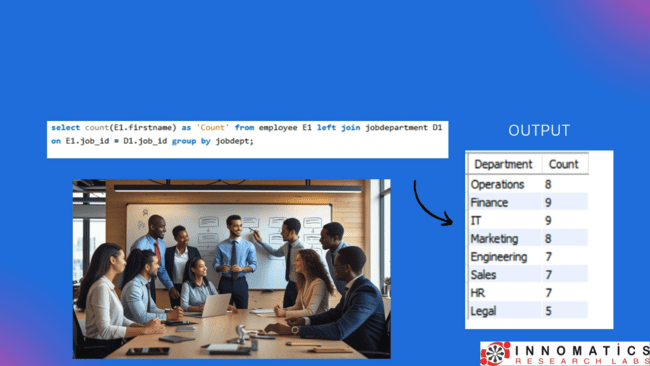 select count(E1.firstname) as 'Count' from employee E1 left join jobdepartment D1
on E1.job_id = D1.job_id group by jobdept;
OUTPUT
Department Count
Operations 8
Finance 9
IT 9
Marketing 8
Engineering 7
Sales 7
HR 7
Legal 5
INNOMATICS
RESEARCH LABS